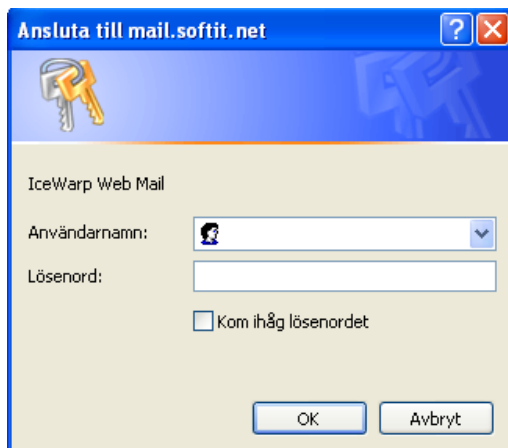 Ansluta till mail.softit.net
IceWarp Web Mail
Användarnamn:
Lösenord:
Kom ihåg lösenordet
OK
Avbryt